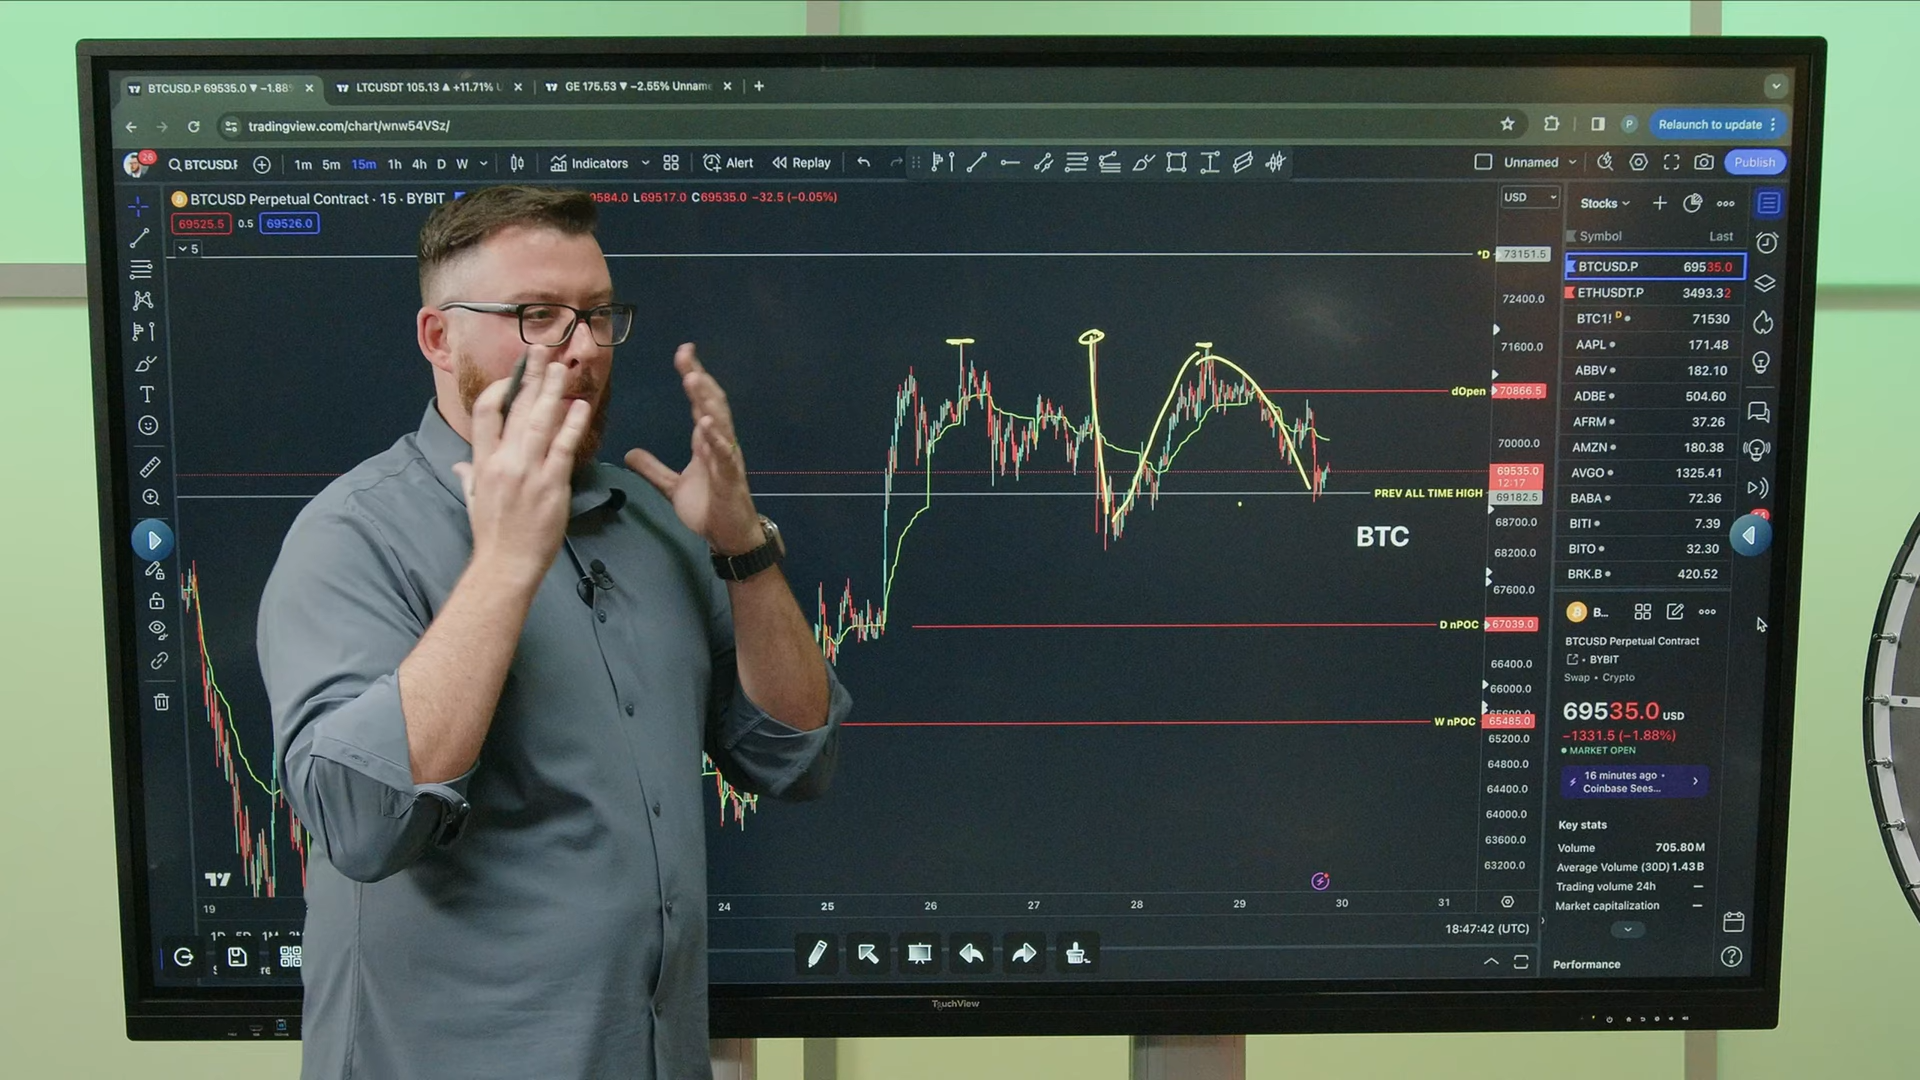 BTCUSD.P 69535.0 ▼ −1.88
LTCUSDT 105.13 ▲ +11.71% U
GE 175.53 ▼ −2.55% Unname
tradingview.com/chart/wnw54VSz/
Relaunch to update
26 BTCUSD.P 1m 5m 15m 1h 4h D W Indicators Alert Replay Unnamed Publish
BTCUSD Perpetual Contract · 15 · BYBIT 9584.0 L69517.0 C69535.0 −32.5 (−0.05%)
69525.5 0.5 69526.0
5
USD
*D 73151.5
72400.0
71600.0
dOpen 70866.5
70000.0
69535.0
12:17
PREV ALL TIME HIGH 69182.5
68700.0
BTC
68200.0
67600.0
D nPOC 67039.0
66400.0
66000.0
W nPOC 65485.0
65200.0
64800.0
64400.0
64000.0
63600.0
63200.0
19 24 25 26 27 28 29 30 31
18:47:42 (UTC)
Stocks
Symbol Last
BTCUSD.P 69535.0
ETHUSDT.P 3493.32
BTC1! D 71530
AAPL 171.48
ABBV 182.10
ADBE 504.60
AFRM 37.26
AMZN 180.38
AVGO 1325.41
BABA 72.36
BITI 7.39
BITO 32.30
BRK.B 420.52
B...
BTCUSD Perpetual Contract
BYBIT
Swap • Crypto
69535.0 USD
−1331.5 (−1.88%)
MARKET OPEN
16 minutes ago •
Coinbase Sees...
Key stats
Volume 705.80M
Average Volume (30D) 1.43B
Trading volume 24h —
Market capitalization —
Performance
TouchView